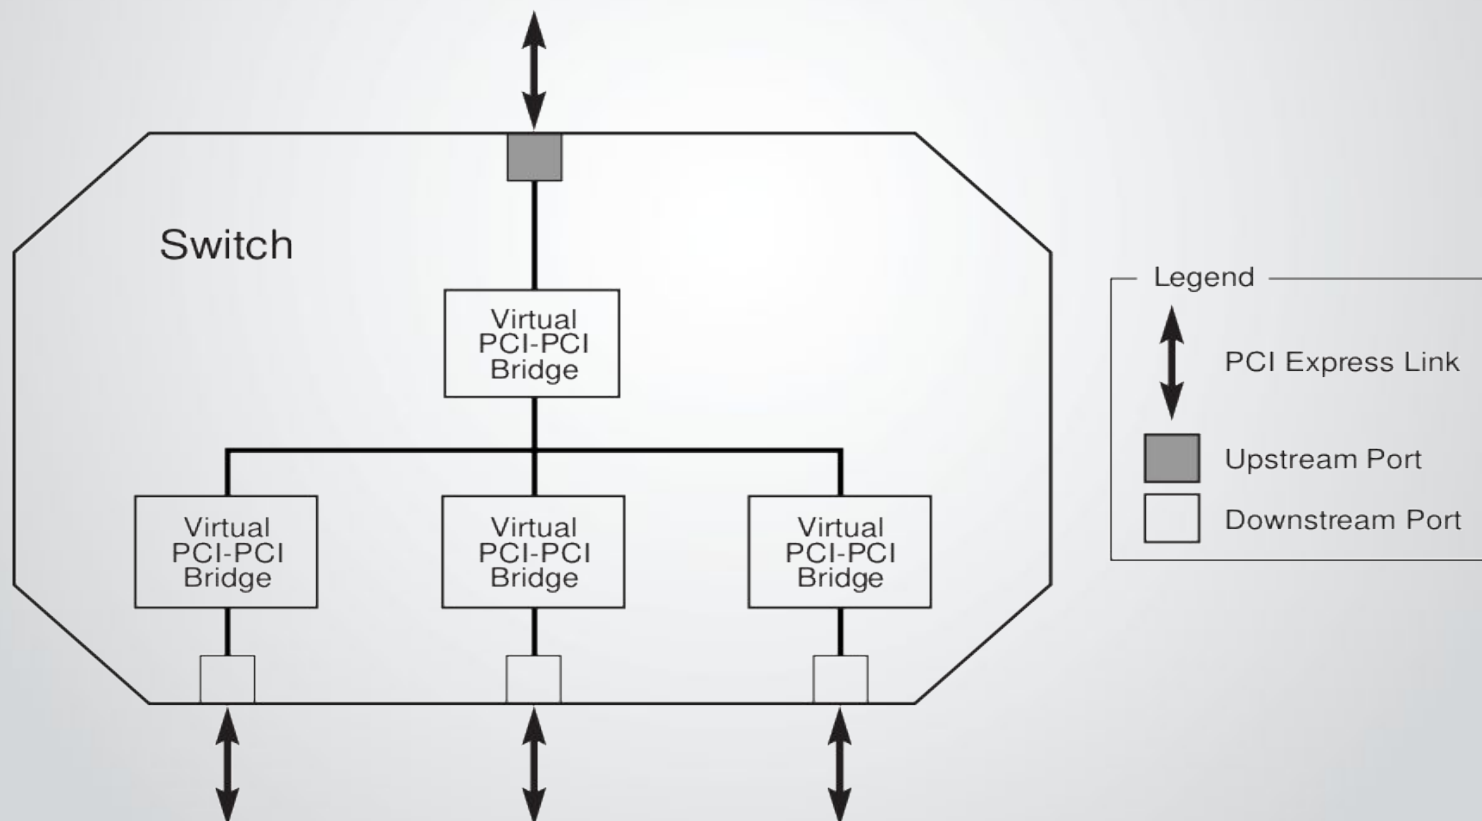 Switch
Virtual
PCI-PCI
Bridge
Virtual
PCI-PCI
Bridge
Virtual
PCI-PCI
Bridge
Virtual
PCI-PCI
Bridge
Legend
PCI Express Link
Upstream Port
Downstream Port